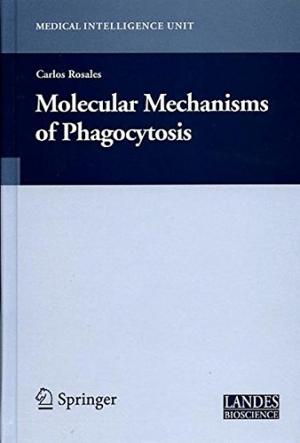 MEDICAL INTELLIGENCE UNIT
Carlos Rosales
Molecular Mechanisms
of Phagocytosis
Springer
LANDES
BIOSCIENCE